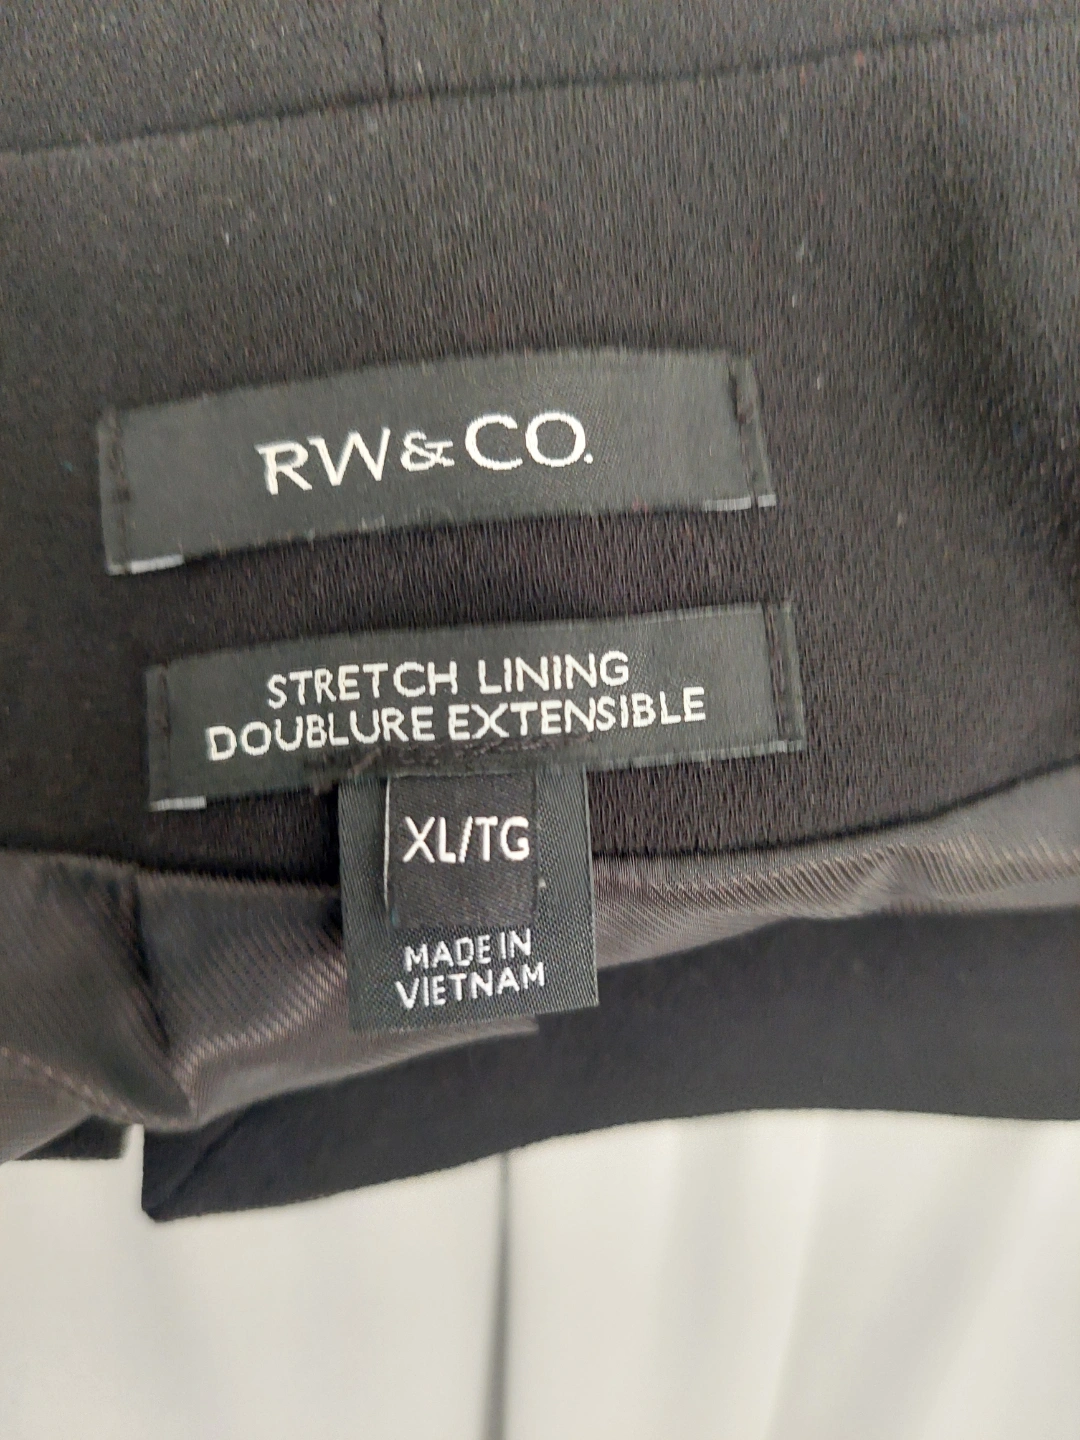 RW&CO.
STRETCH LINING
DOUBLURE EXTENSIBLE
XL/TG
MADE IN
VIETNAM